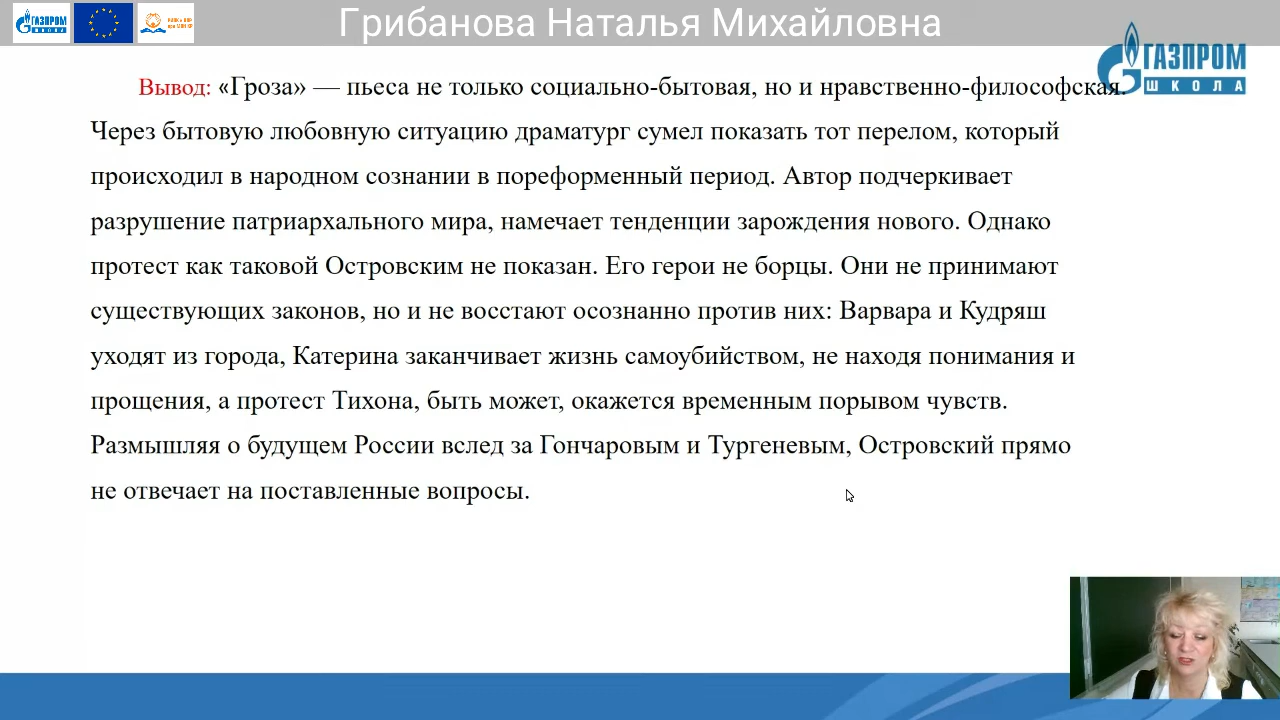 ГАЗПРОМ
ШКОЛА
Грибанова Наталья Михайловна
ГАЗПРОМ
ШКОЛА
Вывод: «Гроза» — пьеса не только социально-бытовая, но и нравственно-философская.
Через бытовую любовную ситуацию драматург сумел показать тот перелом, который
происходил в народном сознании в пореформенный период. Автор подчеркивает
разрушение патриархального мира, намечает тенденции зарождения нового. Однако
протест как таковой Островским не показан. Его герои не борцы. Они не принимают
существующих законов, но и не восстают осознанно против них: Варвара и Кудряш
уходят из города, Катерина заканчивает жизнь самоубийством, не находя понимания и
прощения, а протест Тихона, быть может, окажется временным порывом чувств.
Размышляя о будущем России вслед за Гончаровым и Тургеневым, Островский прямо
не отвечает на поставленные вопросы.